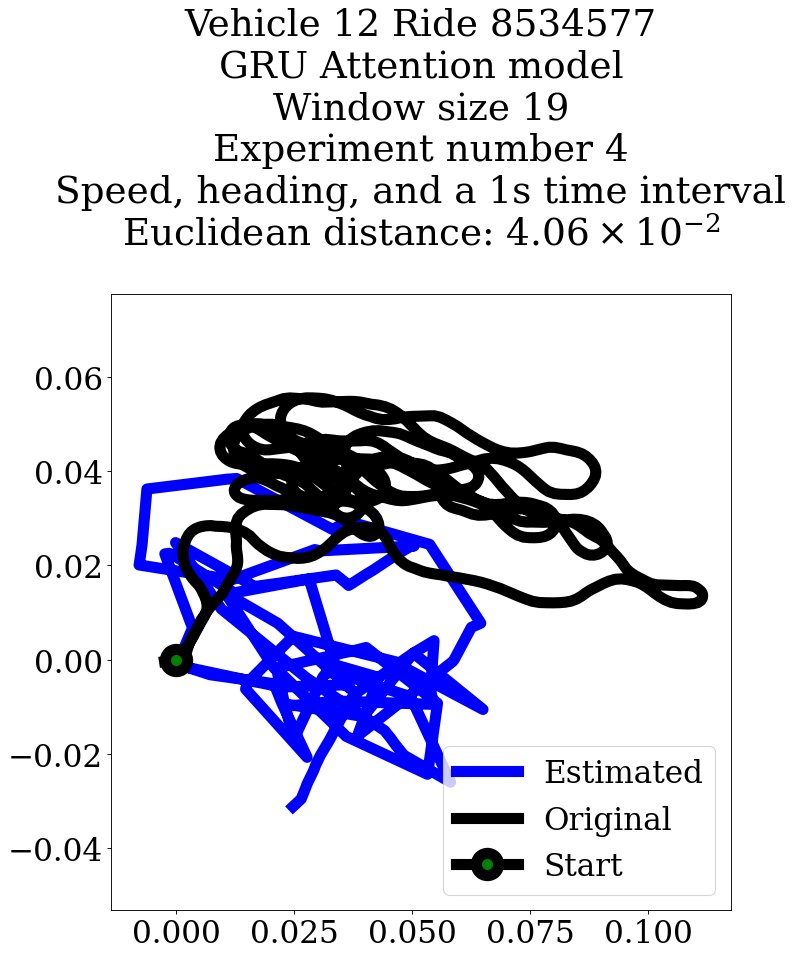 Vehicle 12 Ride 8534577
GRU Attention model
Window size 19
Experiment number 4
Speed, heading, and a 1s time interval
Euclidean distance: 4.06 × 10⁻²
0.06
0.04
0.02
0.00
−0.02
−0.04
Estimated
Original
Start
0.000 0.025 0.050 0.075 0.100